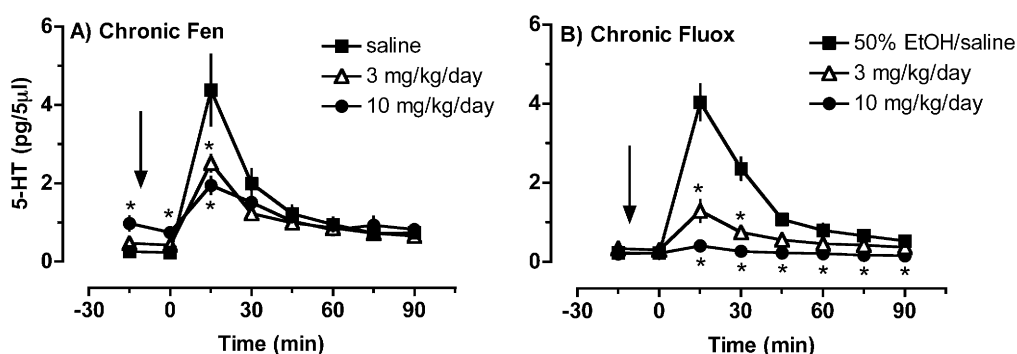 A) Chronic Fen
saline
3 mg/kg/day
10 mg/kg/day
5-HT (pg/5µl)
6
4
2
0
* * * *
-30 0 30 60 90
Time (min)
B) Chronic Fluox
50% EtOH/saline
3 mg/kg/day
10 mg/kg/day
6
4
2
0
* *
* * * * * *
-30 0 30 60 90
Time (min)